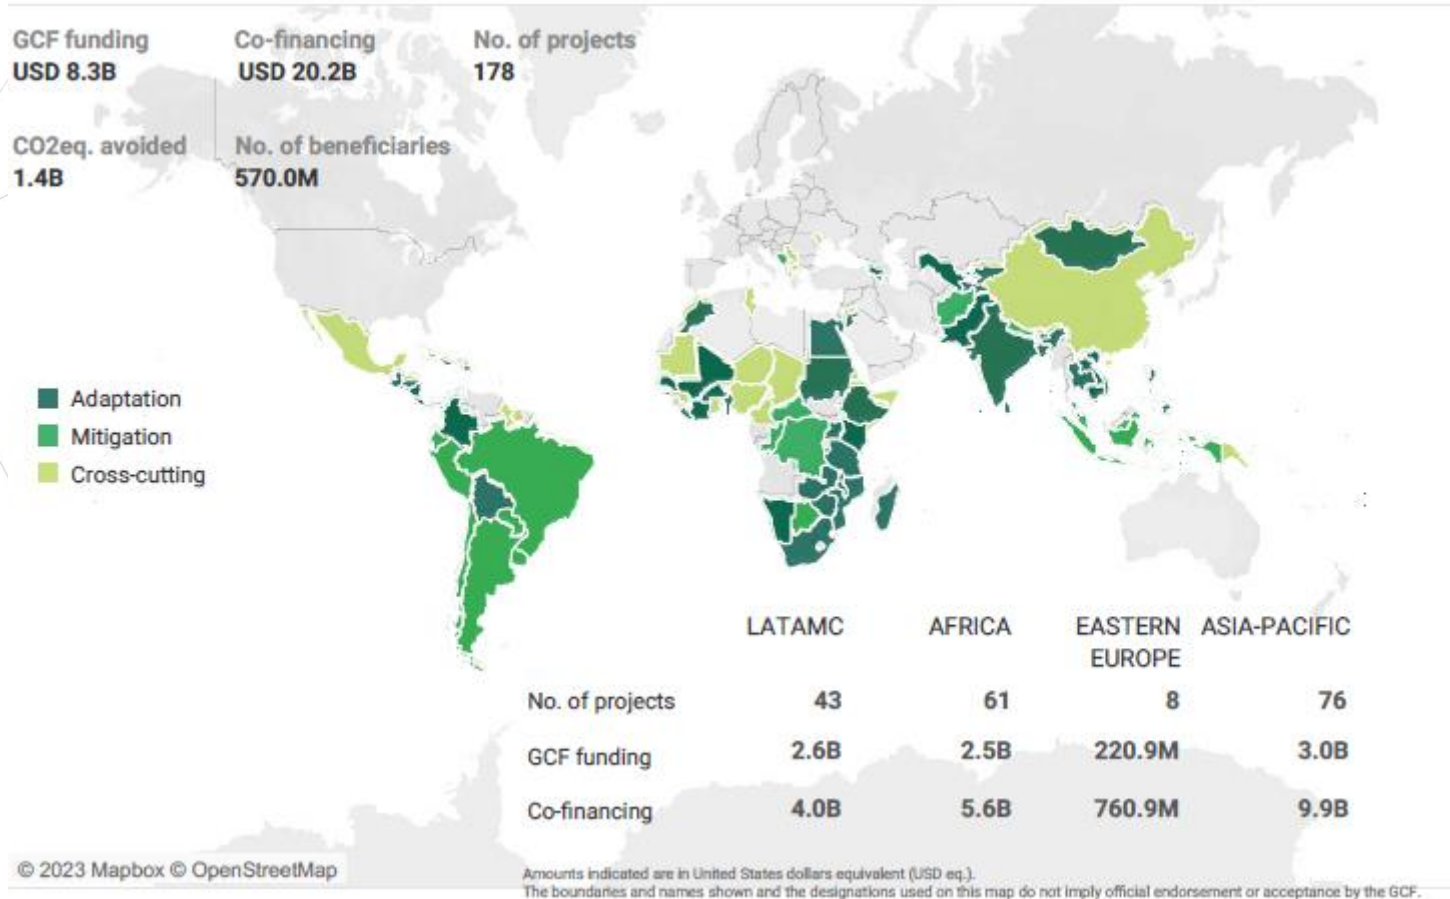 GCF funding
Co-financing
No. of projects
USD 8.3B
USD 20.2B
178
CO2eq. avoided
No. of beneficiaries
1.4B
570.0M
Adaptation
Mitigation
Cross-cutting
LATAMC
AFRICA
EASTERN
EUROPE
ASIA-PACIFIC
No. of projects
43
61
8
76
GCF funding
2.6B
2.5B
220.9M
3.0B
Co-financing
4.0B
5.6B
760.9M
9.9B
© 2023 Mapbox © OpenStreetMap
Amounts indicated are in United States dollars equivalent (USD eq.).
The boundaries and names shown and the designations used on this map do not imply official endorsement or acceptance by the GCF.